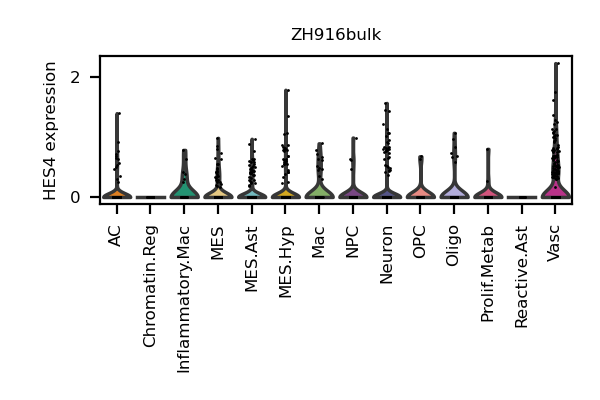 ZH916bulk
HES4 expression
2
0
AC
Chromatin.Reg
Inflammatory.Mac
MES
MES.Ast
MES.Hyp
Mac
NPC
Neuron
OPC
Oligo
Prolif.Metab
Reactive.Ast
Vasc